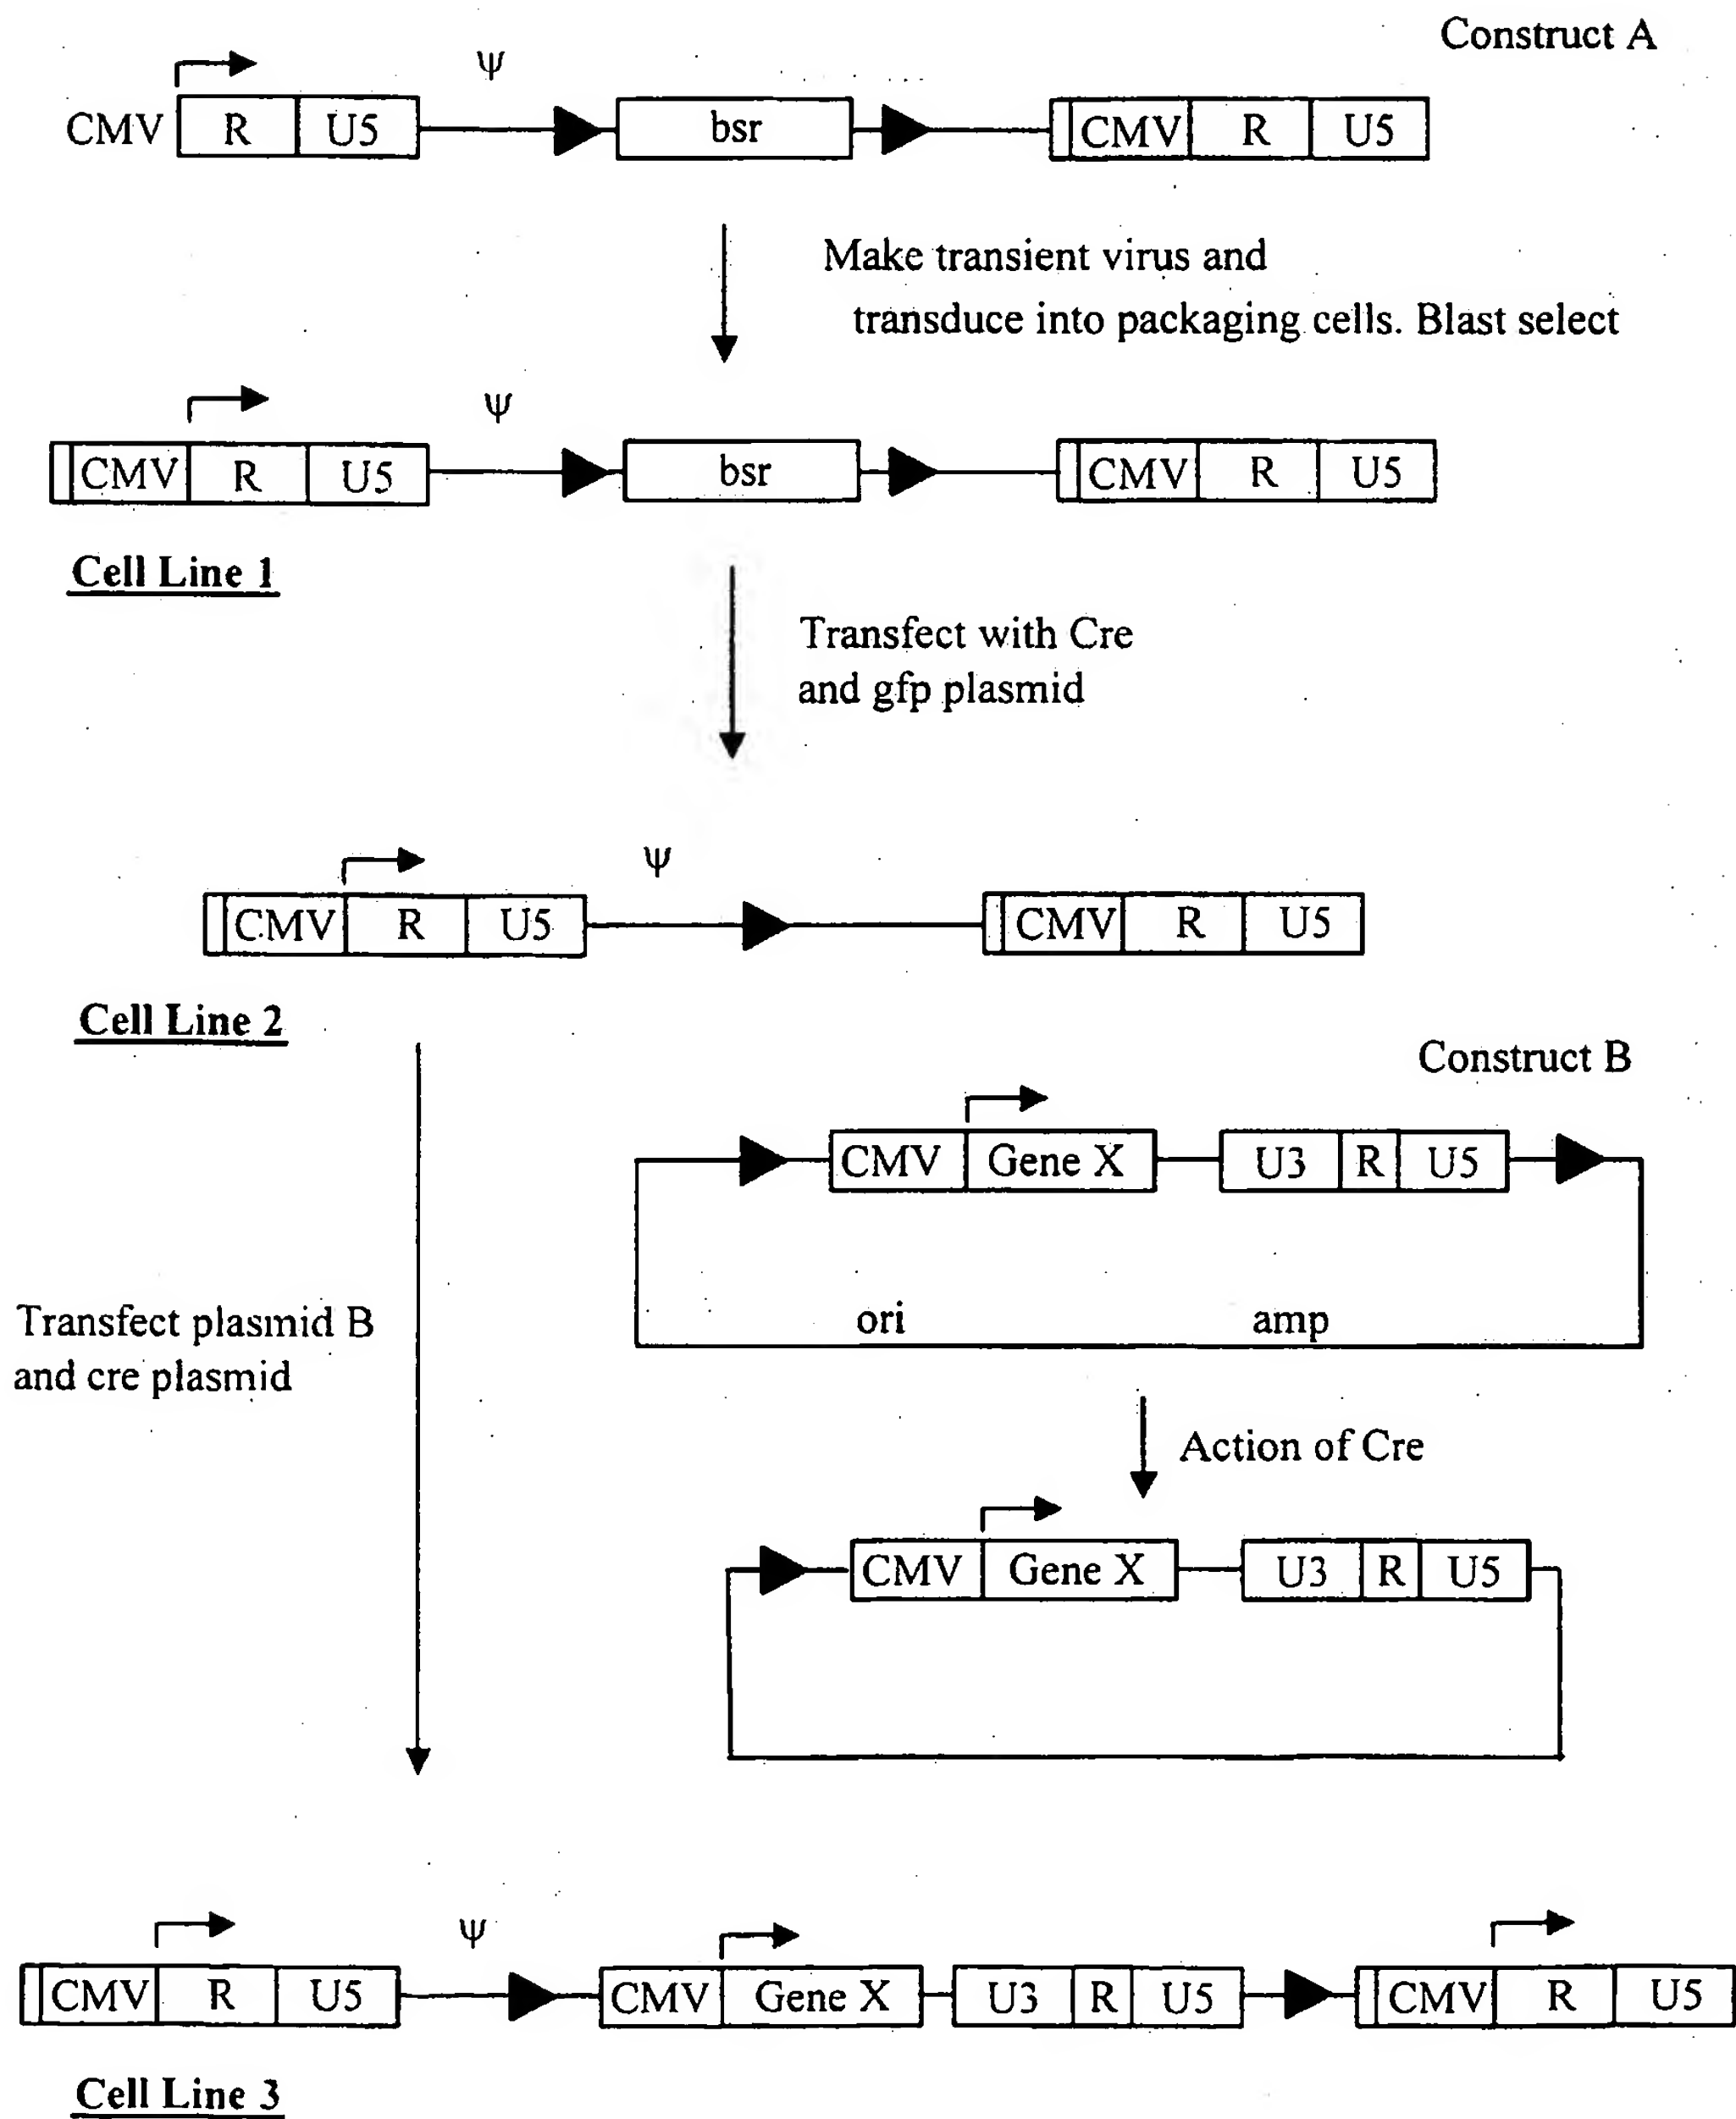 Construct A
ψ
CMV R U5 bsr CMV R U5
Make transient virus and
transduce into packaging cells. Blast select
ψ
CMV R U5 bsr CMV R U5
Cell Line 1
Transfect with Cre
and gfp plasmid
ψ
CMV R U5 CMV R U5
Cell Line 2
Construct B
CMV Gene X U3 R U5
ori amp
Transfect plasmid B
and cre plasmid
Action of Cre
CMV Gene X U3 R U5
ψ
CMV R U5 CMV Gene X U3 R U5 CMV R U5
Cell Line 3